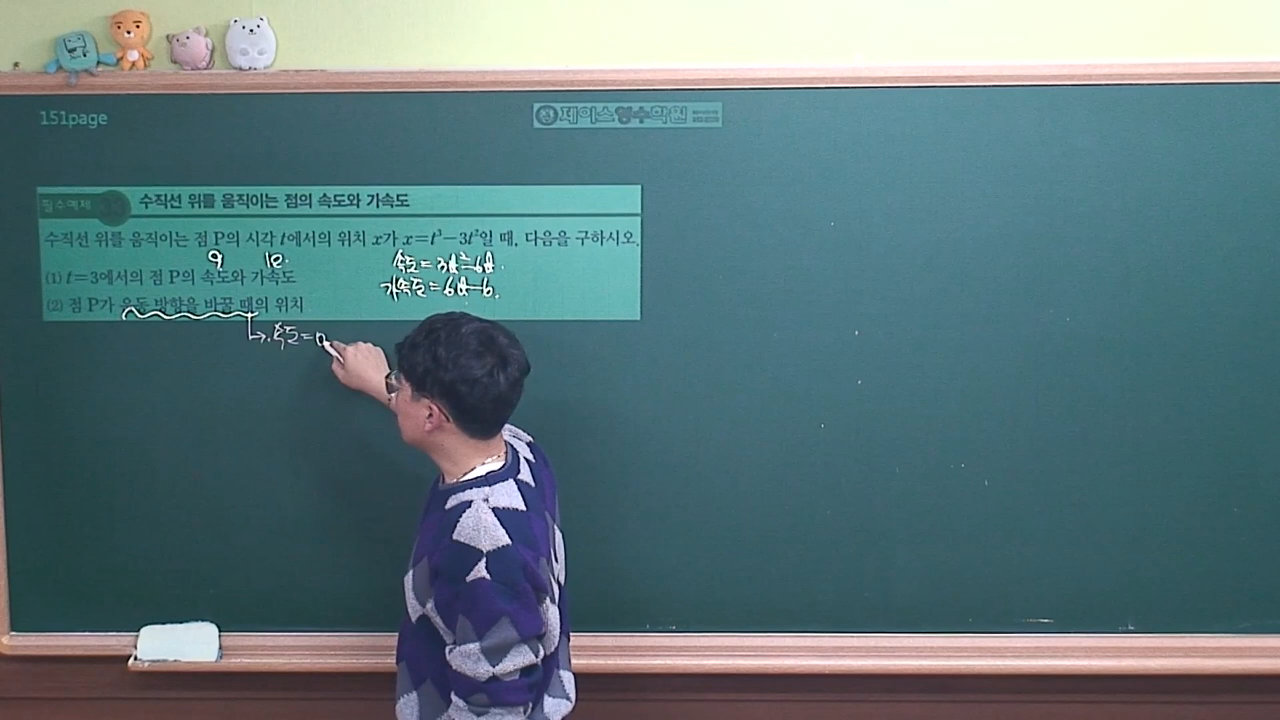 151page
제이스영수학원
필수예제
수직선 위를 움직이는 점의 속도와 가속도
수직선 위를 움직이는 점 P의 시각 t에서의 위치 x가 x=t³-3t²일 때, 다음을 구하시오.
9 12
속도=3t²-6t.
(1) t=3에서의 점 P의 속도와 가속도
가속도=6t-6.
(2) 점 P가 운동 방향을 바꿀 때의 위치
→ 속도=0